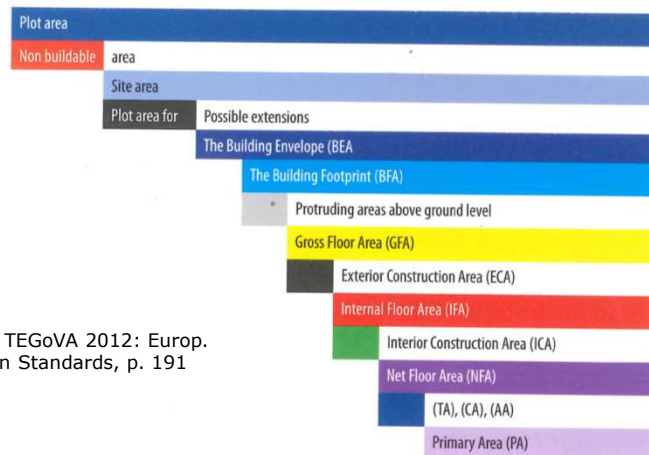 Plot area
Non buildable area
Site area
Plot area for Possible extensions
The Building Envelope (BEA
The Building Footprint (BFA)
Protruding areas above ground level
Gross Floor Area (GFA)
Exterior Construction Area (ECA)
Internal Floor Area (IFA)
TEGoVA 2012: Europ.
n Standards, p. 191
Interior Construction Area (ICA)
Net Floor Area (NFA)
(TA), (CA), (AA)
Primary Area (PA)